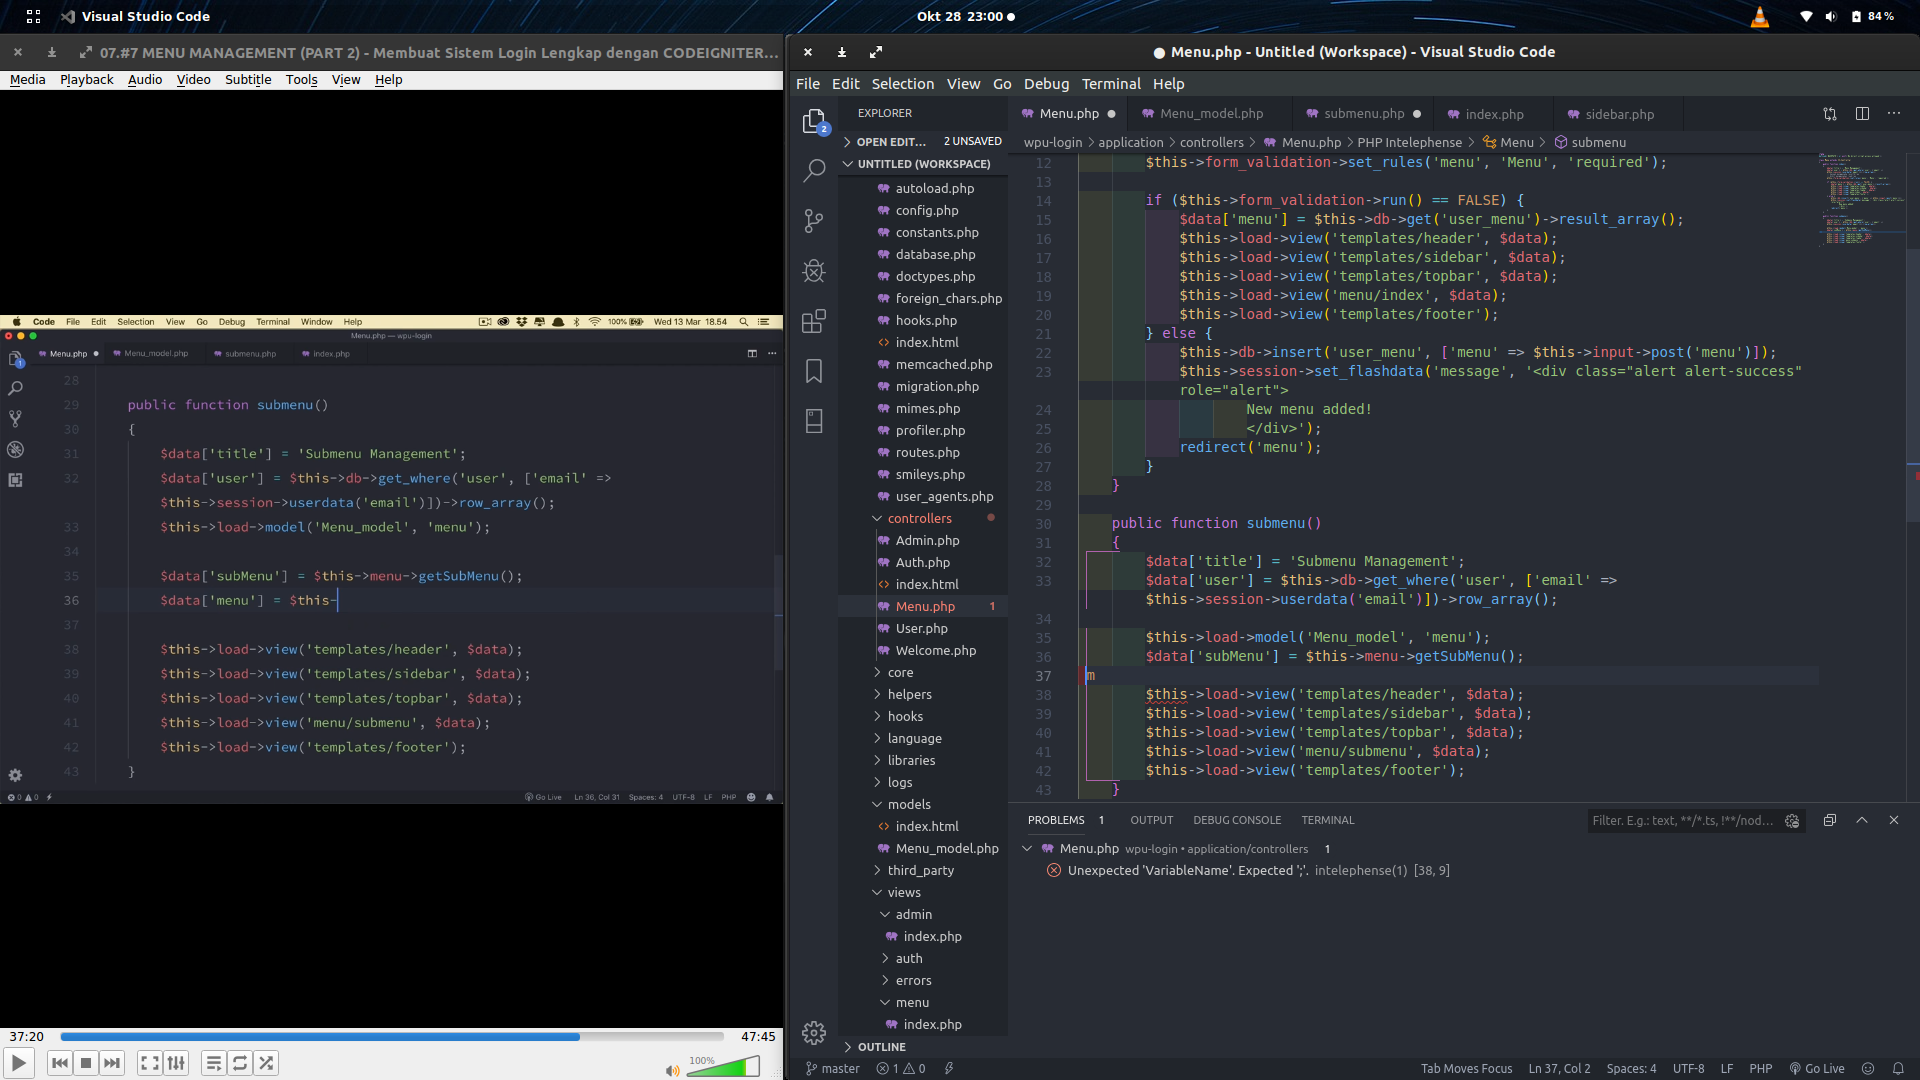 Visual Studio Code
Okt 28 23:00
84 %
07.#7 MENU MANAGEMENT (PART 2) - Membuat Sistem Login Lengkap dengan CODEIGNITER...
Media Playback Audio Video Subtitle Tools View Help
Code File Edit Selection View Go Debug Terminal Window Help
100% Wed 13 Mar 18.54
Menu.php — wpu-login
Menu.php Menu_model.php submenu.php index.php
1
28
29 public function submenu()
30 {
31 $data['title'] = 'Submenu Management';
32 $data['user'] = $this->db->get_where('user', ['email' =>
$this->session->userdata('email')])->row_array();
33 $this->load->model('Menu_model', 'menu');
34
35 $data['subMenu'] = $this->menu->getSubMenu();
36 $data['menu'] = $this-
37
38 $this->load->view('templates/header', $data);
39 $this->load->view('templates/sidebar', $data);
40 $this->load->view('templates/topbar', $data);
41 $this->load->view('menu/submenu', $data);
42 $this->load->view('templates/footer');
43 }
0 0 Go Live Ln 36, Col 31 Spaces: 4 UTF-8 LF PHP
37:20 47:45
100%
● Menu.php - Untitled (Workspace) - Visual Studio Code
File Edit Selection View Go Debug Terminal Help
2
EXPLORER
OPEN EDIT... 2 UNSAVED
UNTITLED (WORKSPACE)
autoload.php
config.php
constants.php
database.php
doctypes.php
foreign_chars.php
hooks.php
index.html
memcached.php
migration.php
mimes.php
profiler.php
routes.php
smileys.php
user_agents.php
controllers
Admin.php
Auth.php
index.html
Menu.php 1
User.php
Welcome.php
core
helpers
hooks
language
libraries
logs
models
index.html
Menu_model.php
third_party
views
admin
index.php
auth
errors
menu
index.php
OUTLINE
Menu.php Menu_model.php submenu.php index.php sidebar.php
wpu-login > application > controllers > Menu.php > PHP Intelephense > Menu > submenu
12 $this->form_validation->set_rules('menu', 'Menu', 'required');
13
14 if ($this->form_validation->run() == FALSE) {
15 $data['menu'] = $this->db->get('user_menu')->result_array();
16 $this->load->view('templates/header', $data);
17 $this->load->view('templates/sidebar', $data);
18 $this->load->view('templates/topbar', $data);
19 $this->load->view('menu/index', $data);
20 $this->load->view('templates/footer');
21 } else {
22 $this->db->insert('user_menu', ['menu' => $this->input->post('menu')]);
23 $this->session->set_flashdata('message', '<div class="alert alert-success"
role="alert">
24 New menu added!
25 </div>');
26 redirect('menu');
27 }
28 }
29
30 public function submenu()
31 {
32 $data['title'] = 'Submenu Management';
33 $data['user'] = $this->db->get_where('user', ['email' =>
$this->session->userdata('email')])->row_array();
34
35 $this->load->model('Menu_model', 'menu');
36 $data['subMenu'] = $this->menu->getSubMenu();
37 m
38 $this->load->view('templates/header', $data);
39 $this->load->view('templates/sidebar', $data);
40 $this->load->view('templates/topbar', $data);
41 $this->load->view('menu/submenu', $data);
42 $this->load->view('templates/footer');
43 }
PROBLEMS 1 OUTPUT DEBUG CONSOLE TERMINAL
Filter. E.g.: text, **/*.ts, !**/nod...
Menu.php wpu-login • application/controllers 1
Unexpected 'VariableName'. Expected ';'. intelephense(1) [38, 9]
master 1 0
Tab Moves Focus Ln 37, Col 2 Spaces: 4 UTF-8 LF PHP Go Live